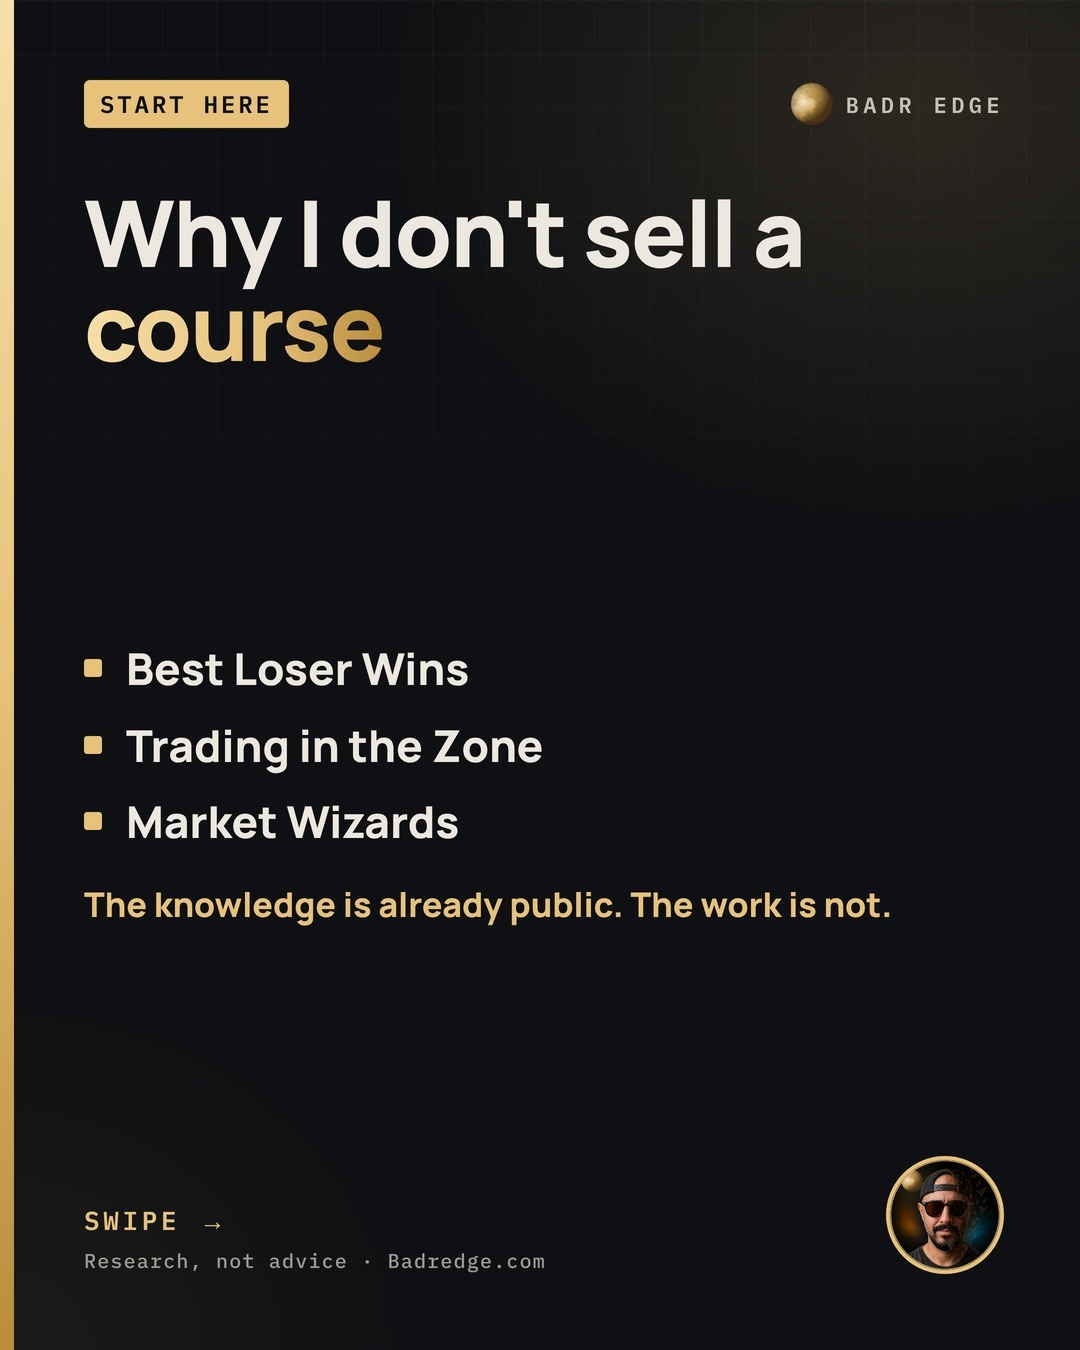 START HERE
BADR EDGE
Why I don't sell a
course
Best Loser Wins
Trading in the Zone
Market Wizards
The knowledge is already public. The work is not.
SWIPE →
Research, not advice · Badredge.com